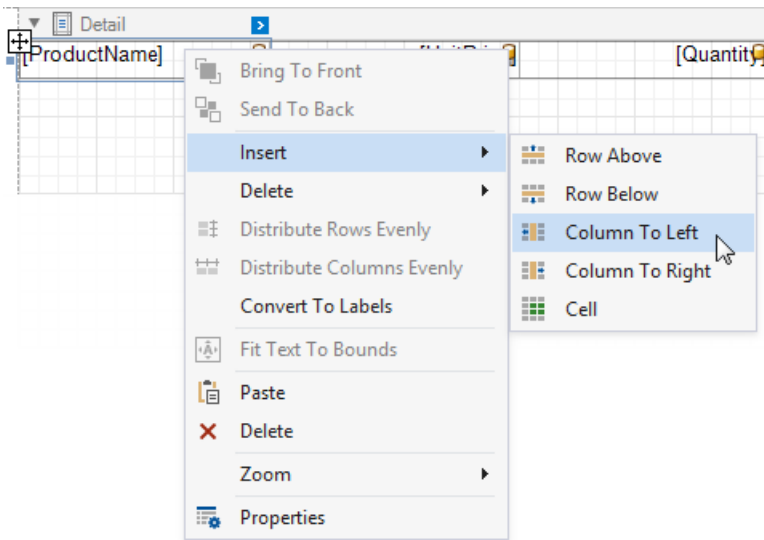 Detail
[ProductName]
[Quantity]
Bring To Front
Send To Back
Insert
Delete
Distribute Rows Evenly
Distribute Columns Evenly
Convert To Labels
Fit Text To Bounds
Paste
Delete
Zoom
Properties
Row Above
Row Below
Column To Left
Column To Right
Cell